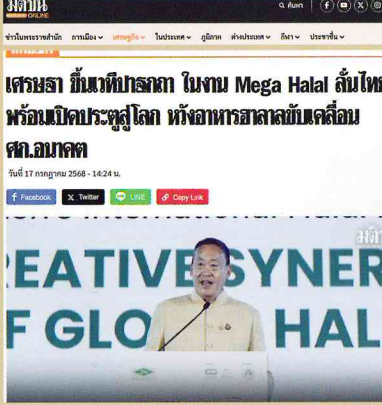 มติชน
ONLINE
ค้นหา
ข่าวในพระราชสำนัก การเมือง เศรษฐกิจ ในประเทศ ภูมิภาค ต่างประเทศ กีฬา ประชาชื่น
เศรษฐา ขึ้นเวทีปาฐกถา ในงาน Mega Halal ลั่นไทย
พร้อมเปิดประตูสู่โลก หวังอาหารฮาลาลขับเคลื่อน
ศก.อนาคต
วันที่ 17 กรกฎาคม 2568 - 14:24 น.
Facebook Twitter LINE Copy Link
มติ
EATIVE SYNER
F GLO HAL